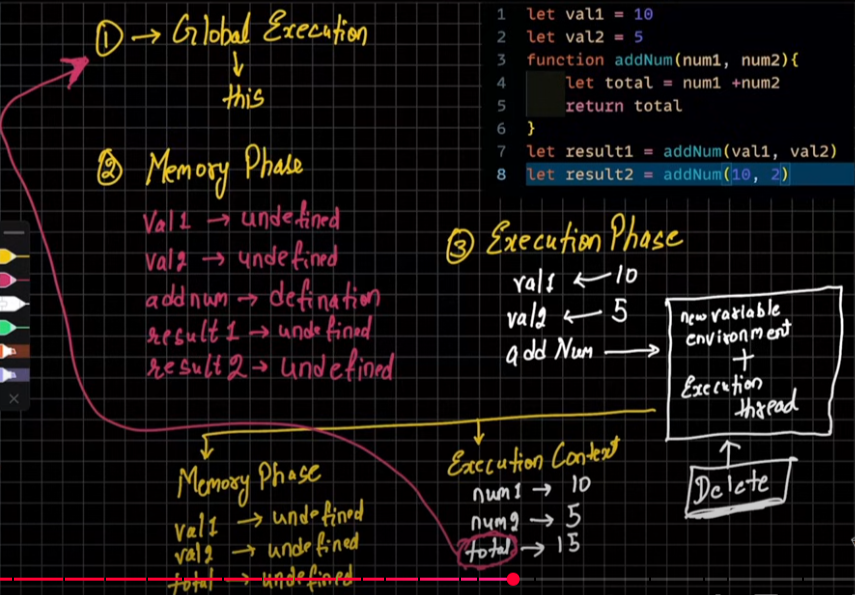 ① → Global Execution
↓
this
② Memory Phase
Val1 → undefined
val2 → undefined
addnum → defination
result1 → undefined
result2 → undefined
1 let val1 = 10
2 let val2 = 5
3 function addNum(num1, num2){
4 let total = num1 +num2
5 return total
6 }
7 let result1 = addNum(val1, val2)
8 let result2 = addNum(10, 2)
③ Execution Phase
val1 ← 10
val2 ← 5
add Num →
new variable
environment
+
Execution
thread
Delete
Memory Phase
val1 → undefined
val2 → undefined
total → undefined
Execution Context
num1 → 10
num2 → 5
total → 15